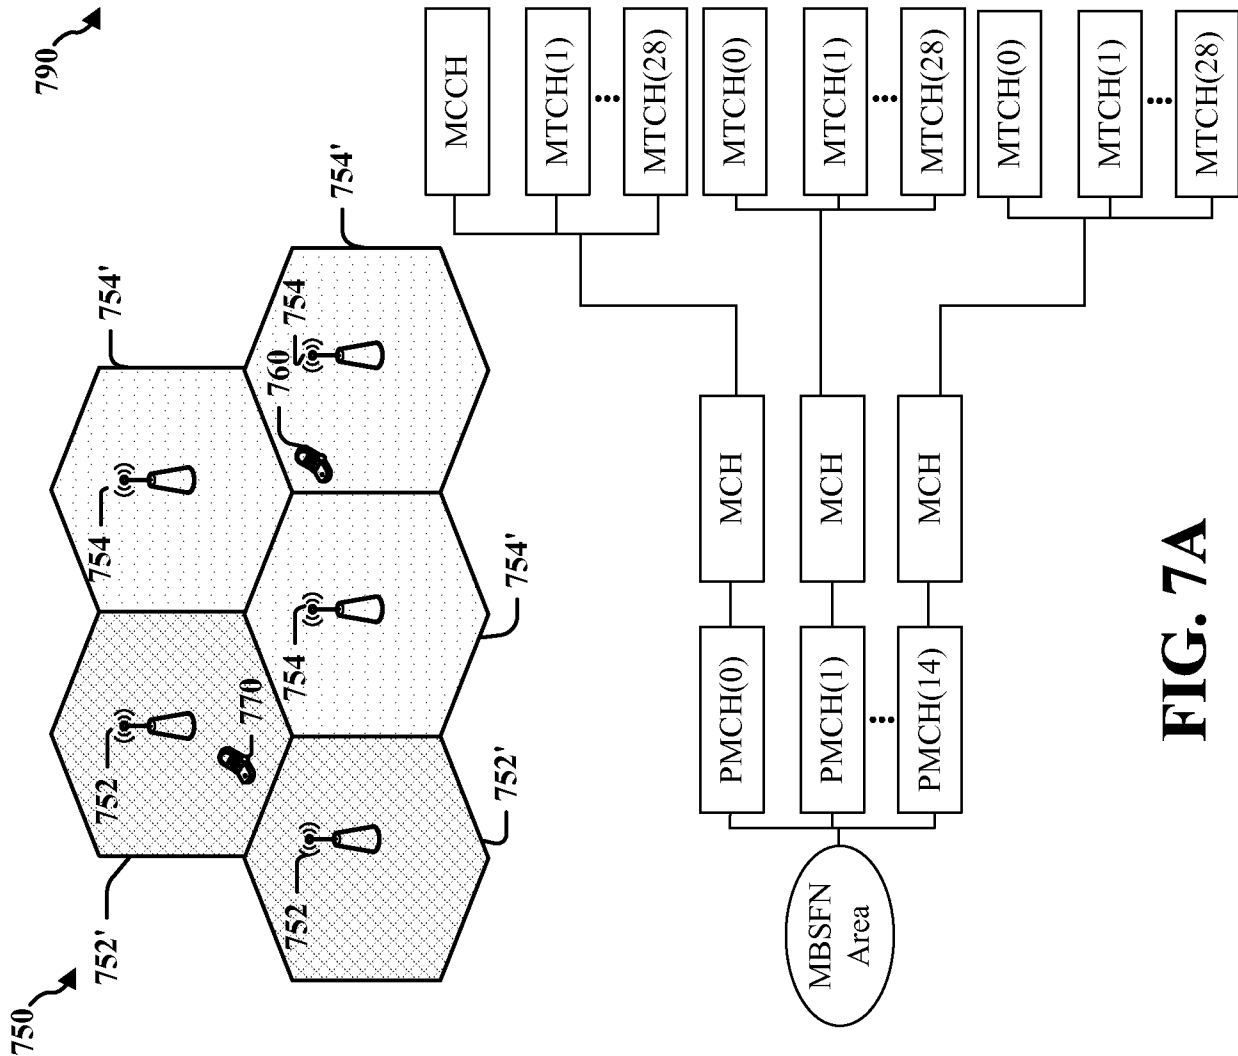 750
790
752'
752
754
754'
770
760
754
754'
752
754
752'
754'
MBSFN
Area
PMCH(0)
PMCH(1)
PMCH(14)
MCH
MCH
MCH
MCCH
MTCH(1)
MTCH(28)
MTCH(0)
MTCH(1)
MTCH(28)
MTCH(0)
MTCH(1)
MTCH(28)
FIG. 7A